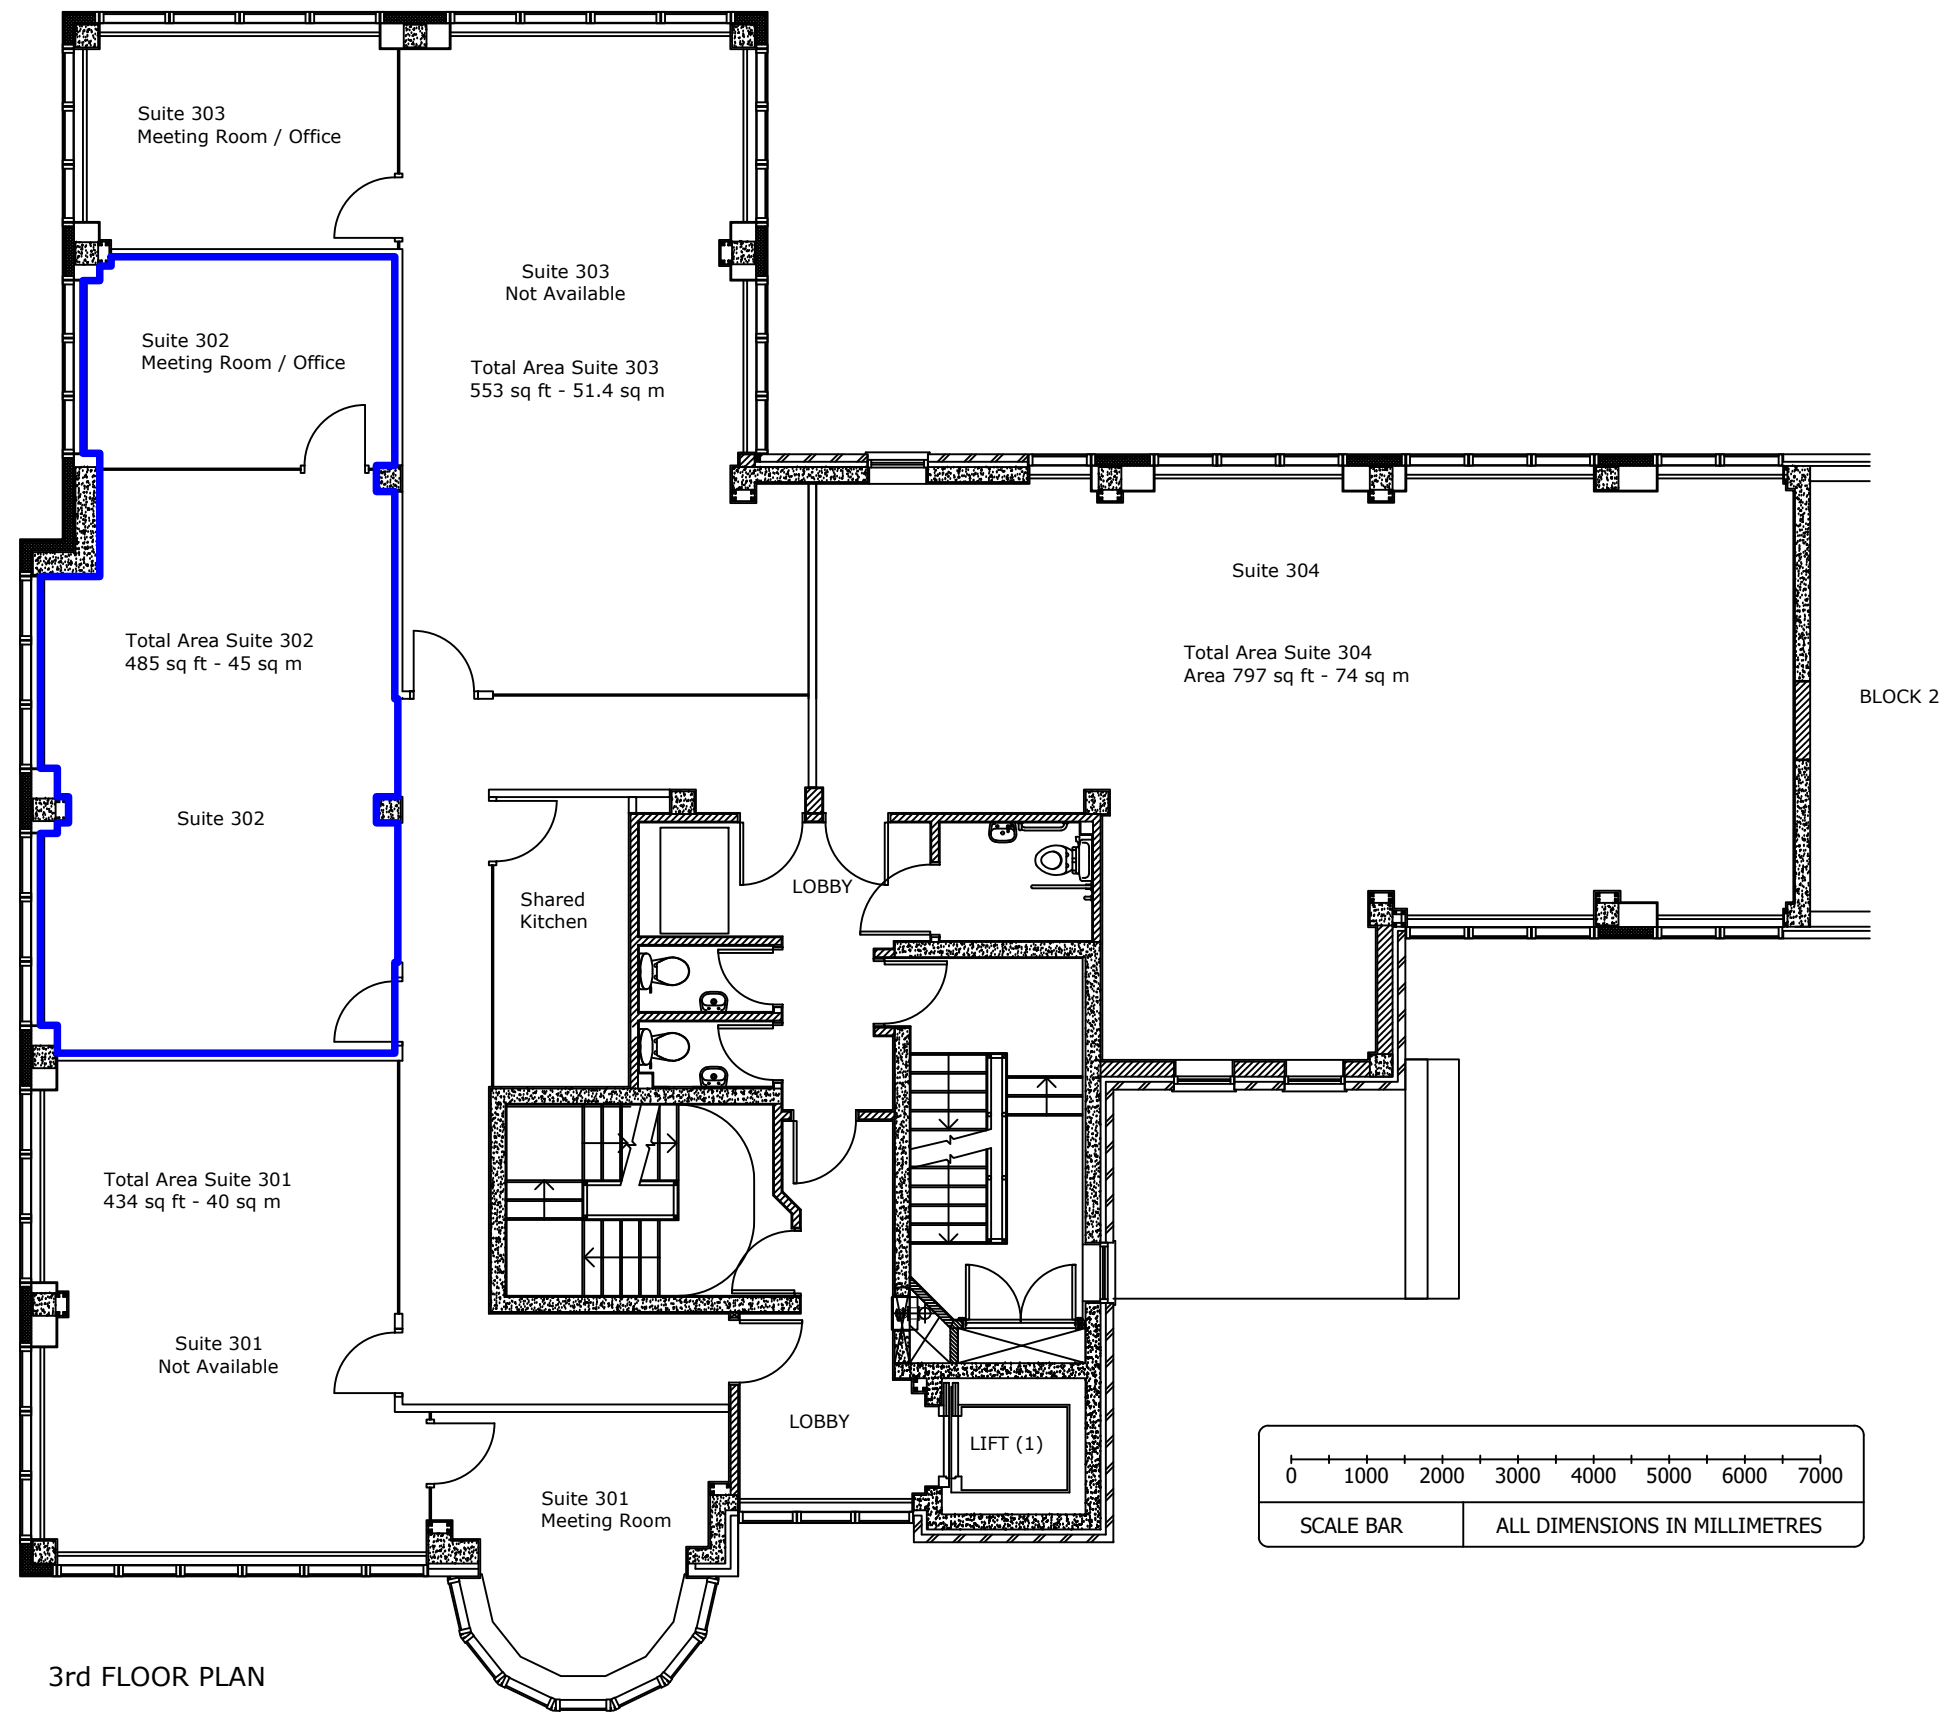 Suite 303
Meeting Room / Office
Suite 303
Not Available
Suite 302
Meeting Room / Office
Total Area Suite 303
553 sq ft - 51.4 sq m
Suite 304
Total Area Suite 302
485 sq ft - 45 sq m
Total Area Suite 304
Area 797 sq ft - 74 sq m
BLOCK 2
Suite 302
LOBBY
Shared
Kitchen
Total Area Suite 301
434 sq ft - 40 sq m
Suite 301
Not Available
LOBBY
LIFT (1)
Suite 301
Meeting Room
0 1000 2000 3000 4000 5000 6000 7000
SCALE BAR ALL DIMENSIONS IN MILLIMETRES
3rd FLOOR PLAN